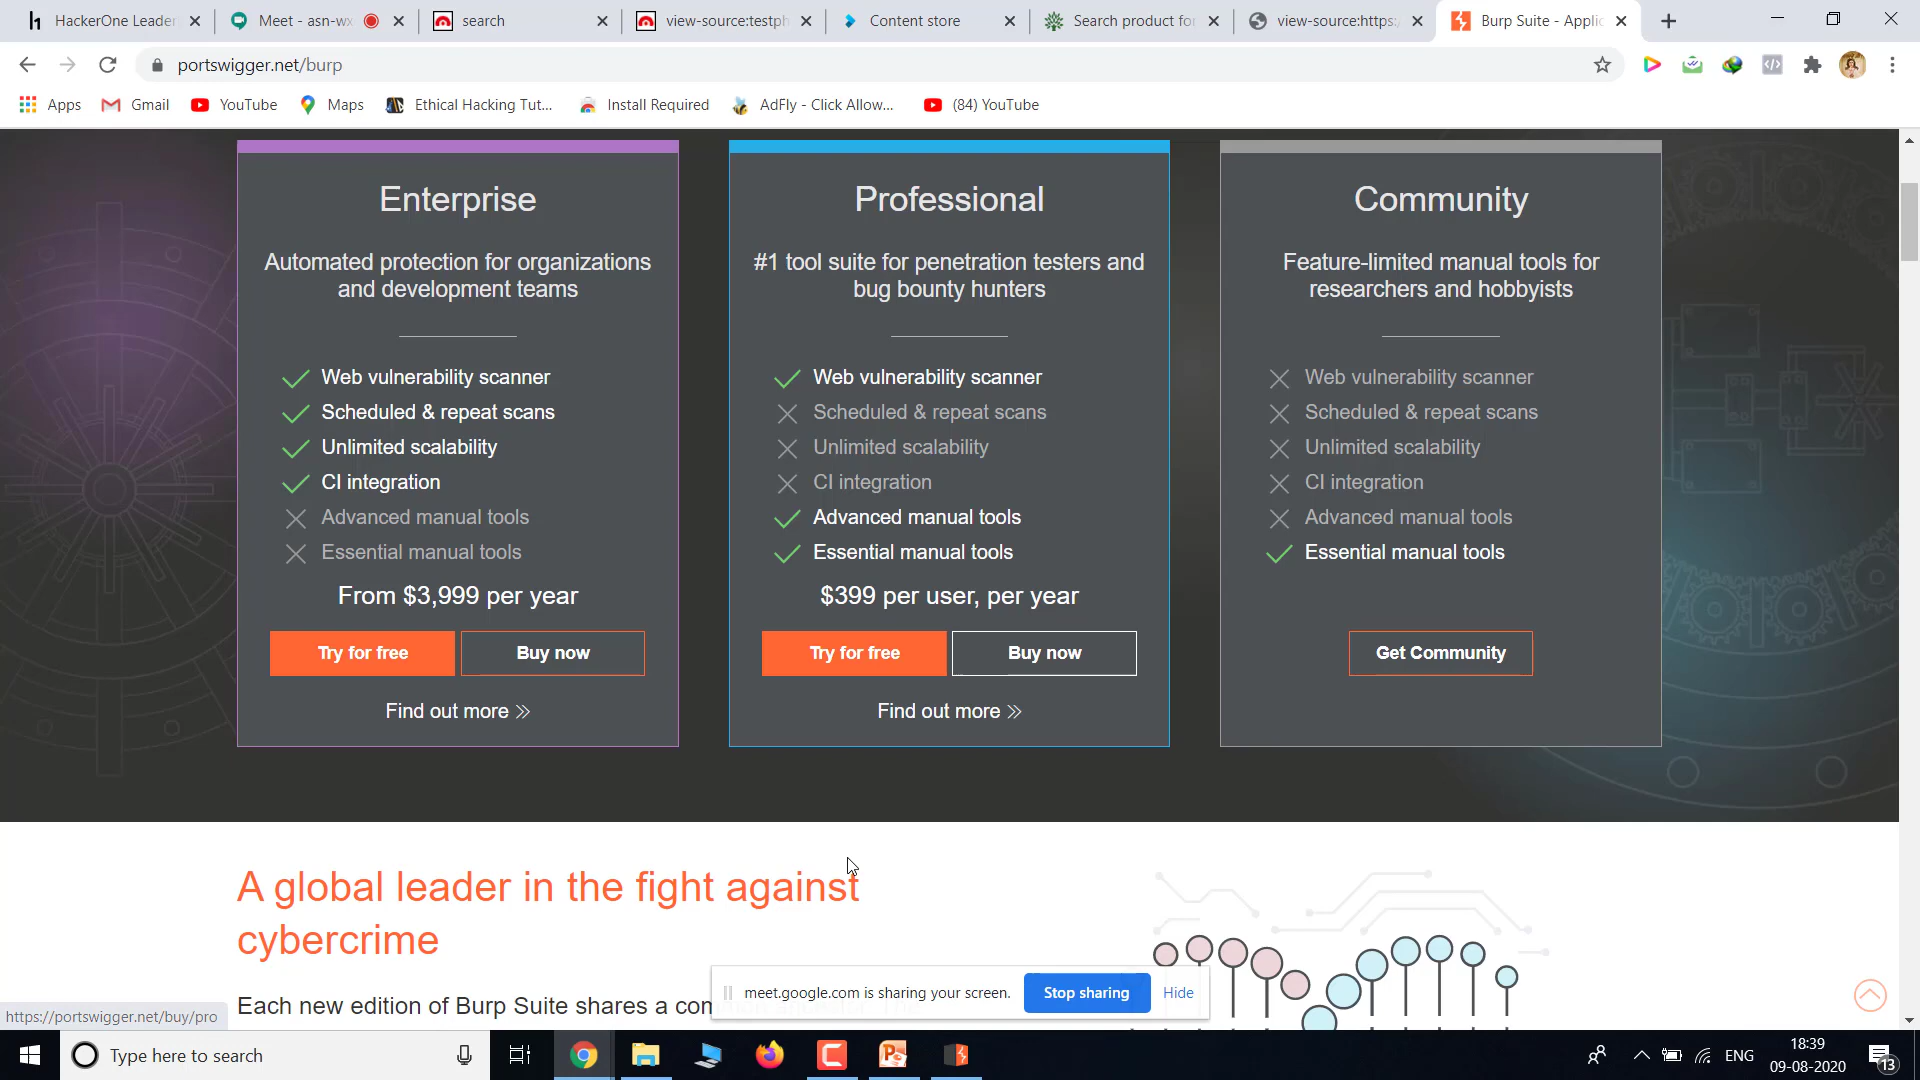 HackerOne Leader
Meet - asn-wx
search
view-source:testph
Content store
Search product fo
view-source:https:
Burp Suite - Applic
portswigger.net/burp
Apps
Gmail
YouTube
Maps
Ethical Hacking Tut...
Install Required
AdFly - Click Allow...
(84) YouTube
Enterprise
Automated protection for organizations
and development teams
Web vulnerability scanner
Scheduled & repeat scans
Unlimited scalability
CI integration
Advanced manual tools
Essential manual tools
From $3,999 per year
Try for free
Buy now
Find out more
Professional
#1 tool suite for penetration testers and
bug bounty hunters
Web vulnerability scanner
Scheduled & repeat scans
Unlimited scalability
CI integration
Advanced manual tools
Essential manual tools
$399 per user, per year
Try for free
Buy now
Find out more
Community
Feature-limited manual tools for
researchers and hobbyists
Web vulnerability scanner
Scheduled & repeat scans
Unlimited scalability
CI integration
Advanced manual tools
Essential manual tools
Get Community
A global leader in the fight against
cybercrime
Each new edition of Burp Suite shares a
meet.google.com is sharing your screen.
Stop sharing
Hide
https://portswigger.net/buy/pro
Type here to search
ENG
18:39
09-08-2020
13